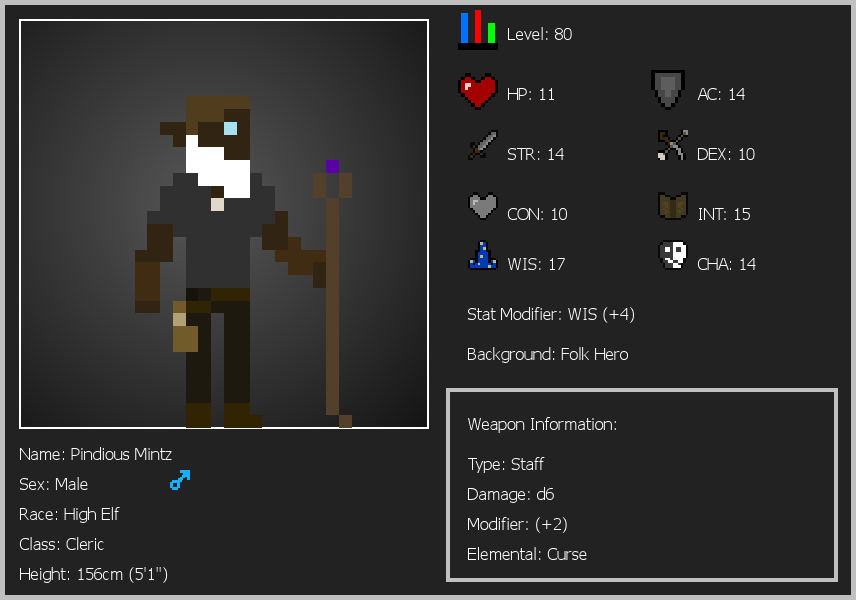 Level: 80
HP: 11
AC: 14
STR: 14
DEX: 10
CON: 10
INT: 15
WIS: 17
CHA: 14
Stat Modifier: WIS (+4)
Background: Folk Hero
Weapon Information:
Type: Staff
Damage: d6
Modifier: (+2)
Elemental: Curse
Name: Pindious Mintz
Sex: Male
Race: High Elf
Class: Cleric
Height: 156cm (5'1")